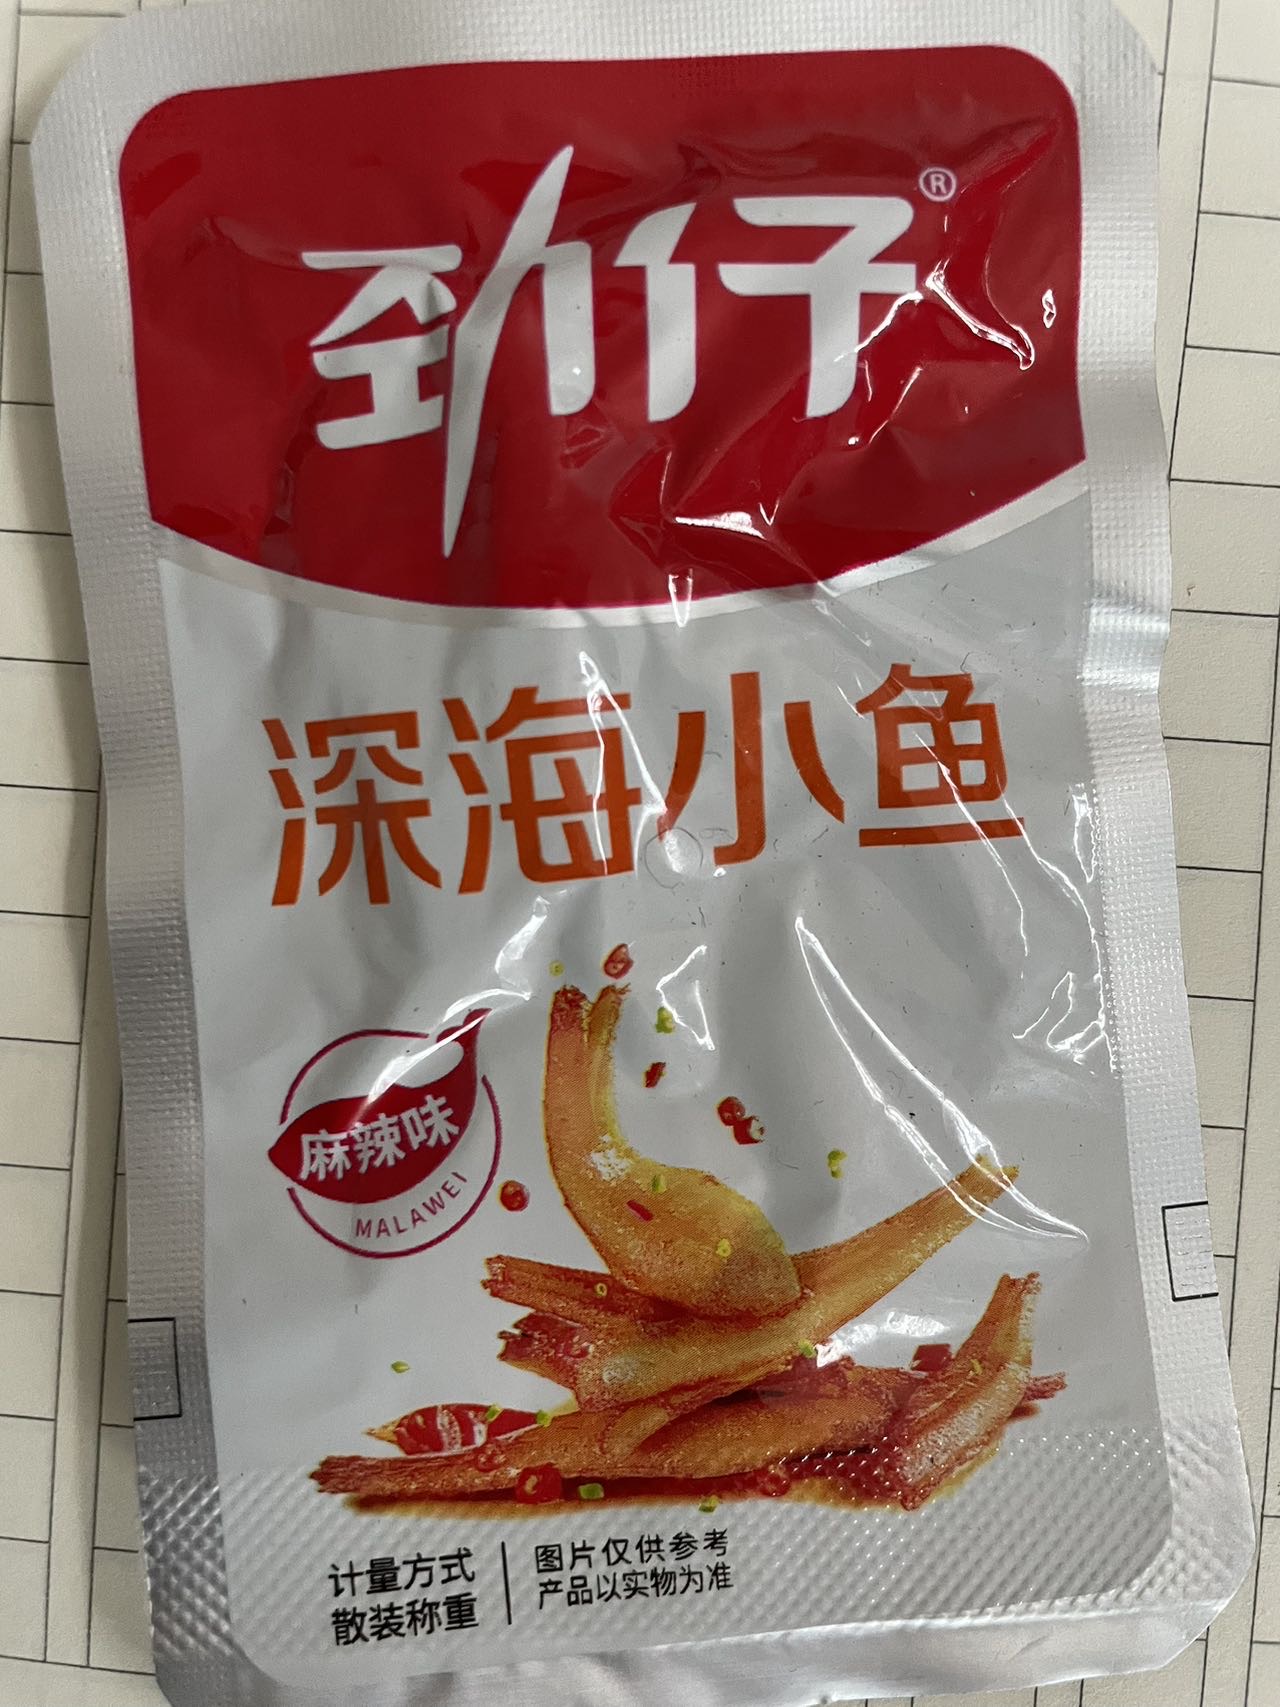 劲仔®
深海小鱼
麻辣味
MALAWEI
计量方式
散装称重
图片仅供参考
产品以实物为准